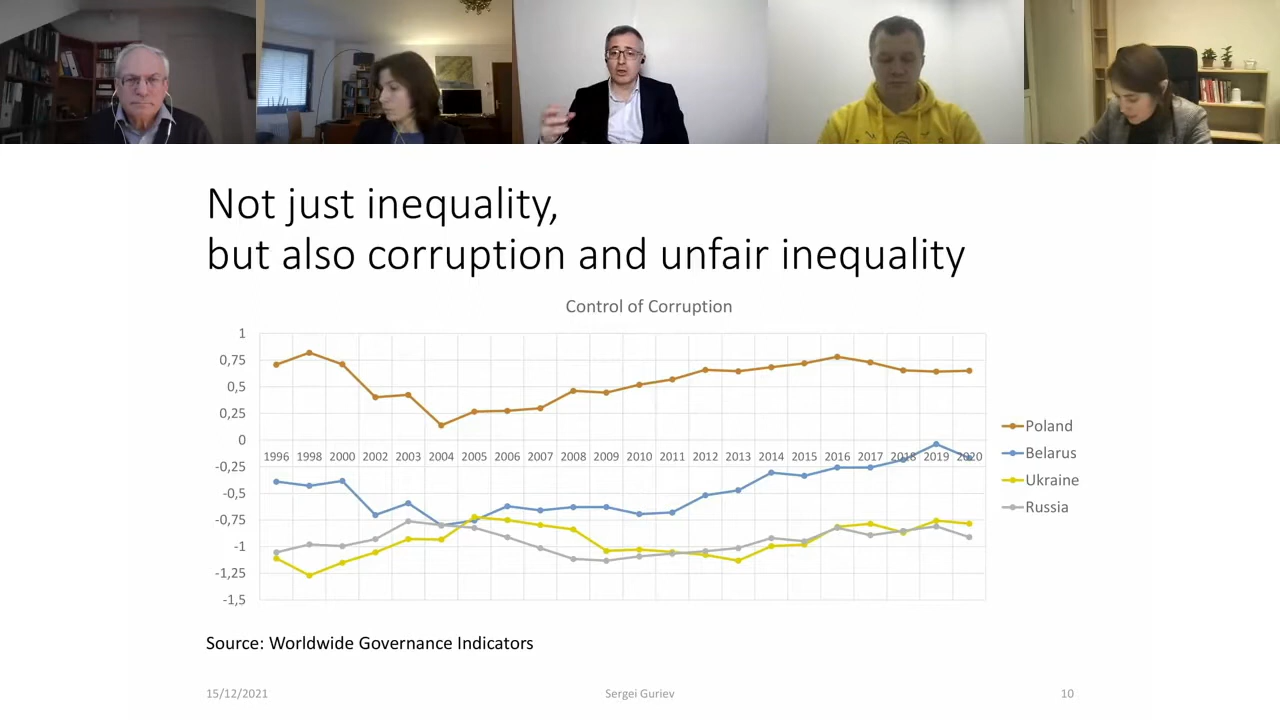 Not just inequality,
but also corruption and unfair inequality
Control of Corruption
1
0,75
0,5
0,25
0
-0,25
-0,5
-0,75
-1
-1,25
-1,5
1996 1998 2000 2002 2003 2004 2005 2006 2007 2008 2009 2010 2011 2012 2013 2014 2015 2016 2017 2018 2019 2020
Poland
Belarus
Ukraine
Russia
Source: Worldwide Governance Indicators
15/12/2021 Sergei Guriev 10